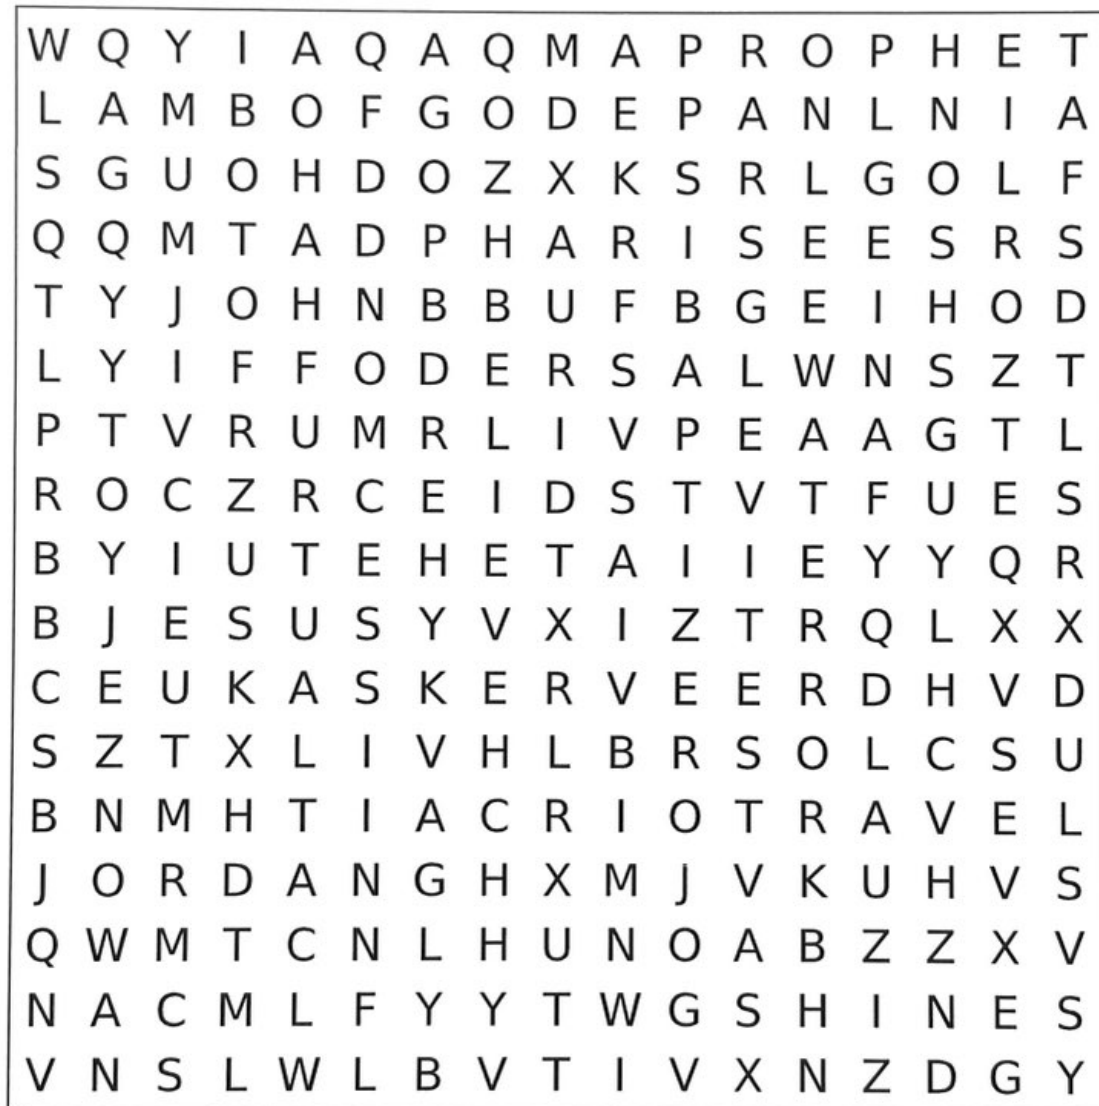 W Q Y I A Q A Q M A P R O P H E T
L A M B O F G O D E P A N L N I A
S G U O H D O Z X K S R L G O L F
Q Q M T A D P H A R I S E E S R S
T Y J O H N B B U F B G E I H O D
L Y I F F O D E R S A L W N S Z T
P T V R U M R L I V P E A A G T L
R O C Z R C E I D S T V T F U E S
B Y I U T E H E T A I I E Y Y Q R
B J E S U S Y V X I Z T R Q L X X
C E U K A S K E R V E E R D H V D
S Z T X L I V H L B R S O L C S U
B N M H T I A C R I O T R A V E L
J O R D A N G H X M J V K U H V S
Q W M T C N L H U N O A B Z Z X V
N A C M L F Y Y T W G S H I N E S
V N S L W L B V T I V X N Z D G Y